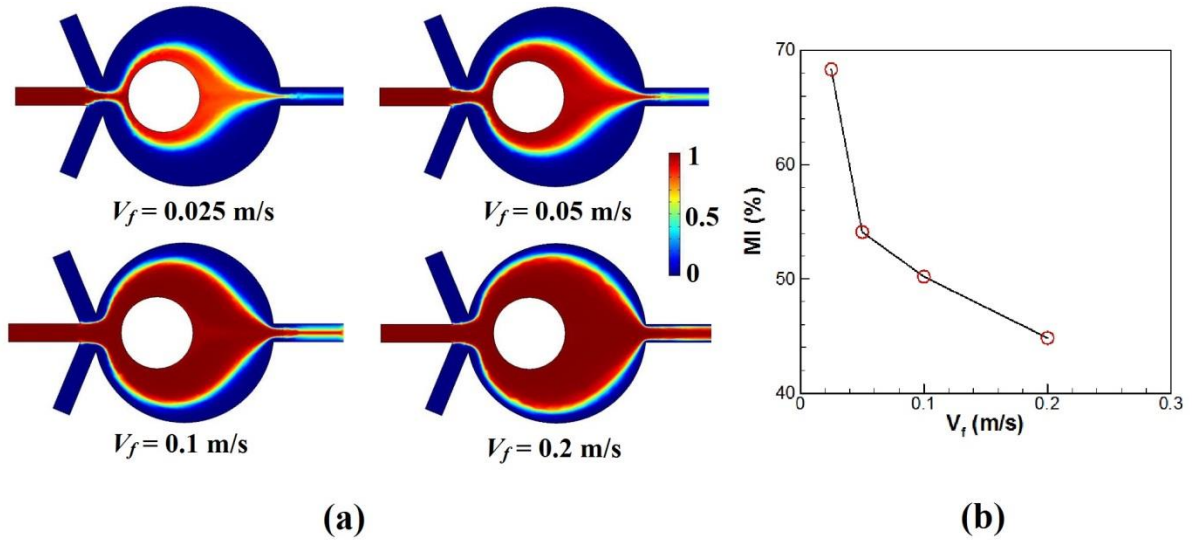 V_f = 0.025 m/s
V_f = 0.05 m/s
1
0.5
0
V_f = 0.1 m/s
V_f = 0.2 m/s
(a)
70
60
50
40
MI (%)
0
0.1
0.2
0.3
V_f (m/s)
(b)